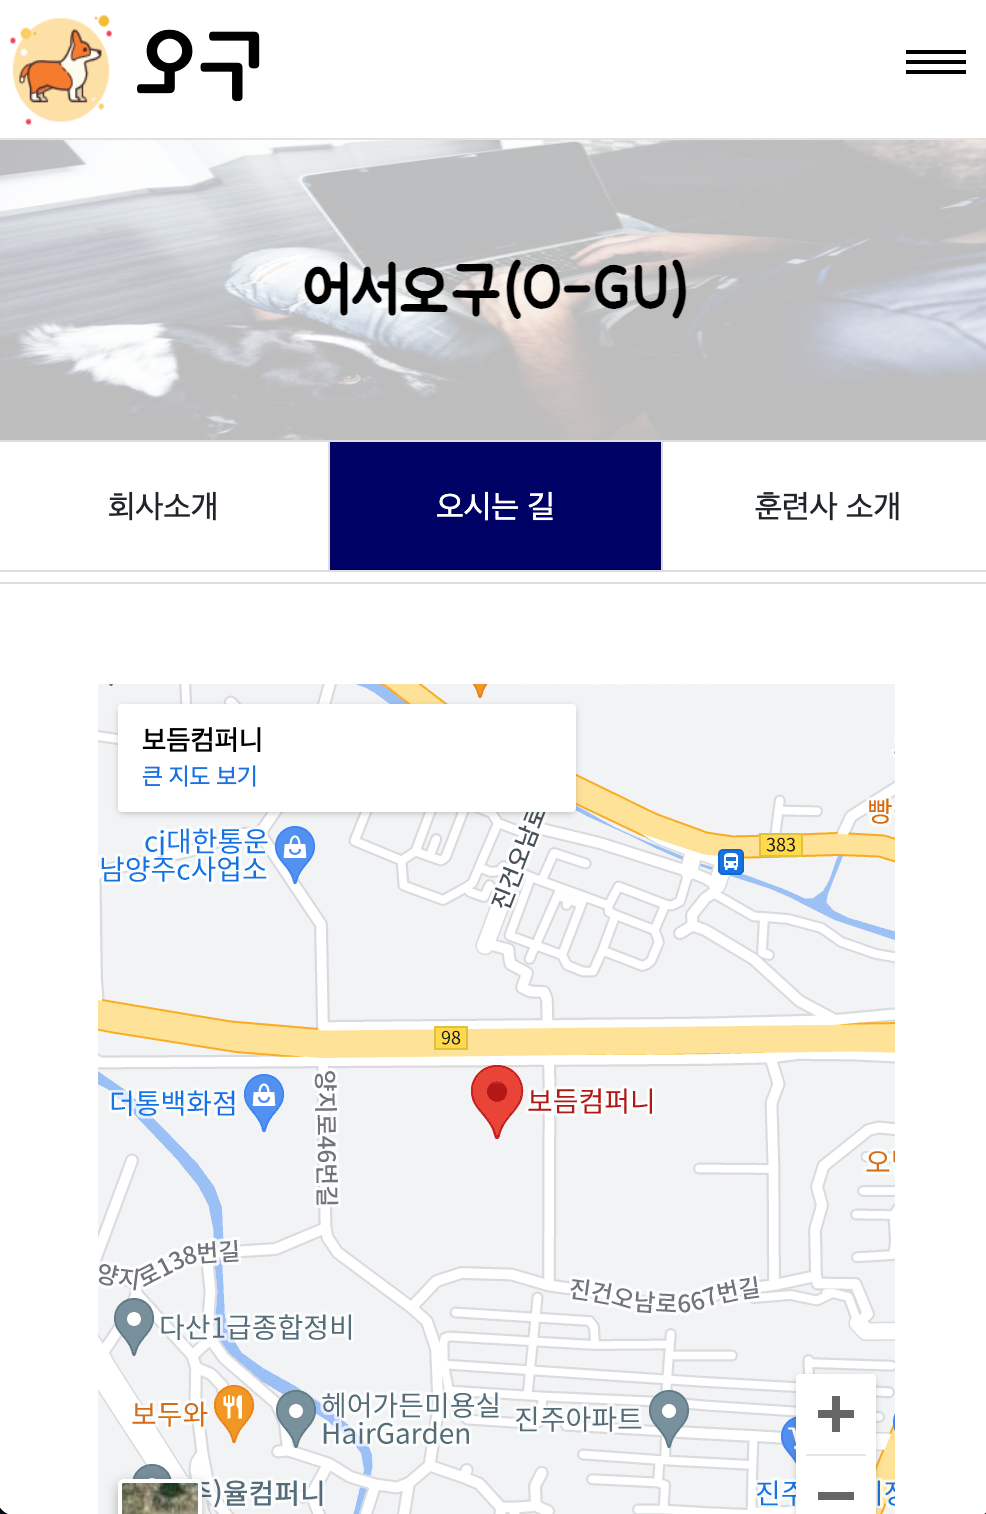 오구
어서오구(O-GU)
회사소개
오시는 길
훈련사 소개
보듬컴퍼니
큰 지도 보기
빵
cj대한통운
남양주c사업소
383
진건오남로
98
더통백화점
양지로46번길
보듬컴퍼니
양지로138번길
진건오남로667번길
다산1급종합정비
보두와
헤어가든미용실
HairGarden
진주아파트
)율컴퍼니
진주